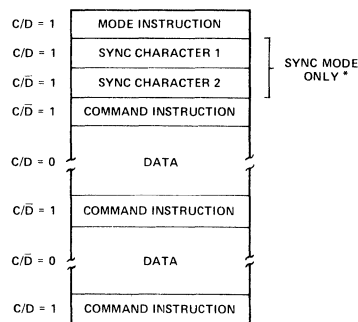 C/D = 1 MODE INSTRUCTION
C/D = 1 SYNC CHARACTER 1
SYNC MODE
ONLY *
C/D̅ = 1 SYNC CHARACTER 2
C/D̅ = 1 COMMAND INSTRUCTION
C/D = 0 DATA
C/D̅ = 1 COMMAND INSTRUCTION
C/D̅ = 0 DATA
C/D = 1 COMMAND INSTRUCTION